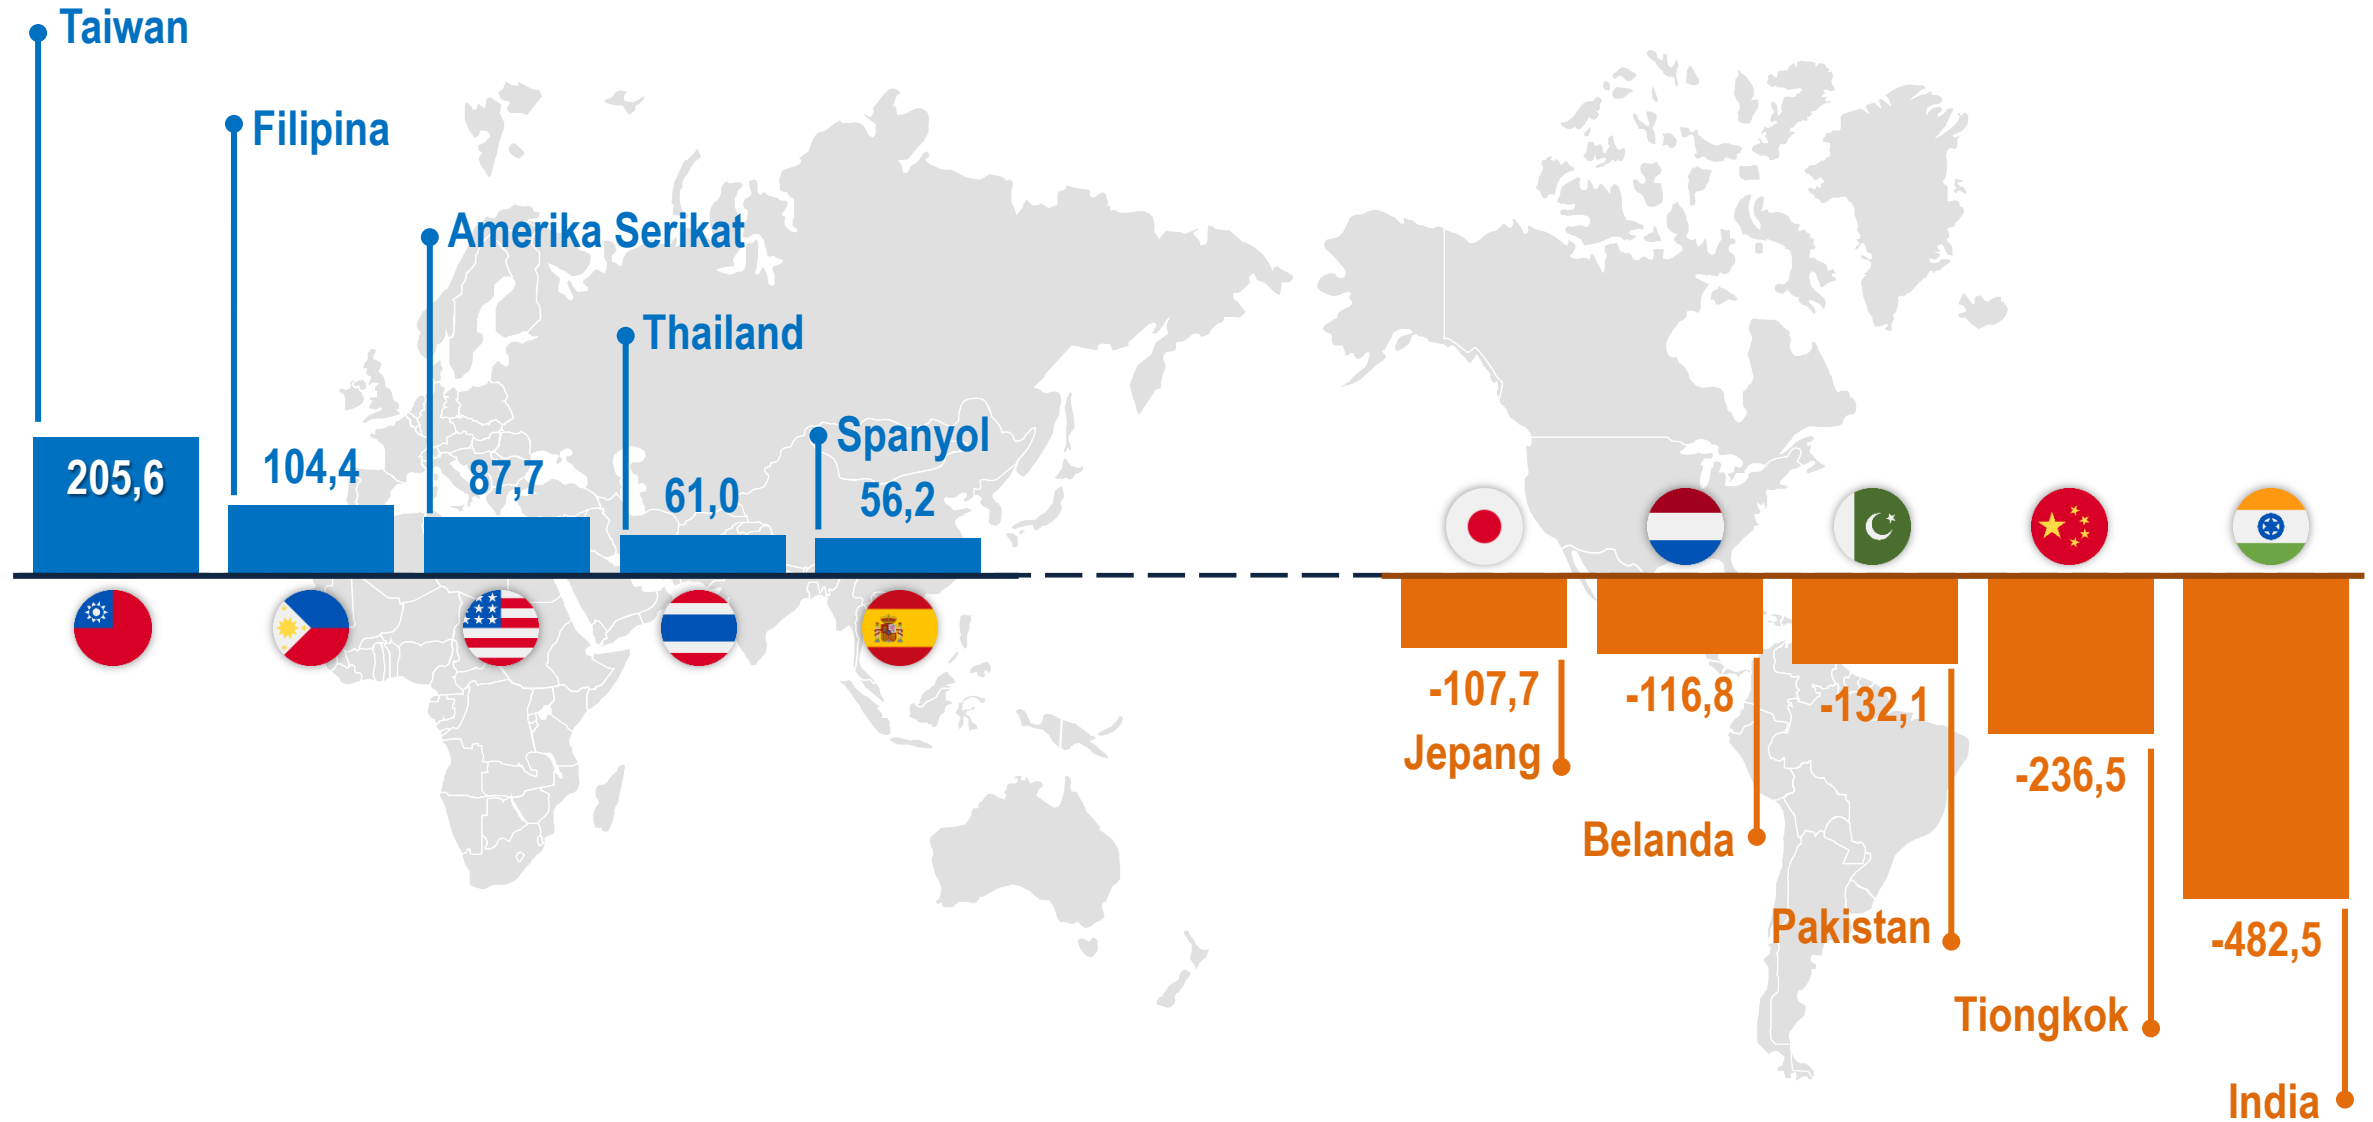 Taiwan
Filipina
Amerika Serikat
Thailand
Spanyol
205,6
104,4
87,7
61,0
56,2
-107,7
-116,8
-132,1
-236,5
-482,5
Jepang
Belanda
Pakistan
Tiongkok
India